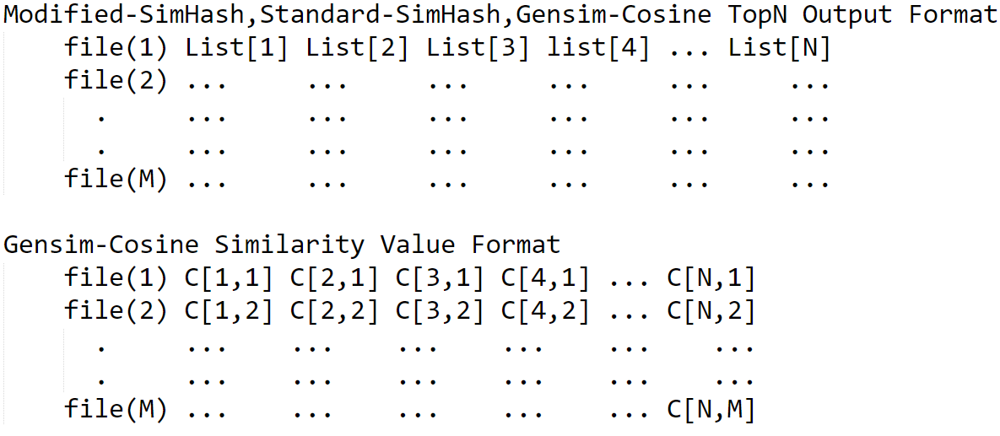 Modified-SimHash,Standard-SimHash,Gensim-Cosine TopN Output Format
file(1) List[1] List[2] List[3] list[4] ... List[N]
file(2) ... ... ... ... ... ...
. ... ... ... ... ... ...
. ... ... ... ... ... ...
file(M) ... ... ... ... ... ...
Gensim-Cosine Similarity Value Format
file(1) C[1,1] C[2,1] C[3,1] C[4,1] ... C[N,1]
file(2) C[1,2] C[2,2] C[3,2] C[4,2] ... C[N,2]
. ... ... ... ... ... ...
. ... ... ... ... ... ...
file(M) ... ... ... ... ... C[N,M]